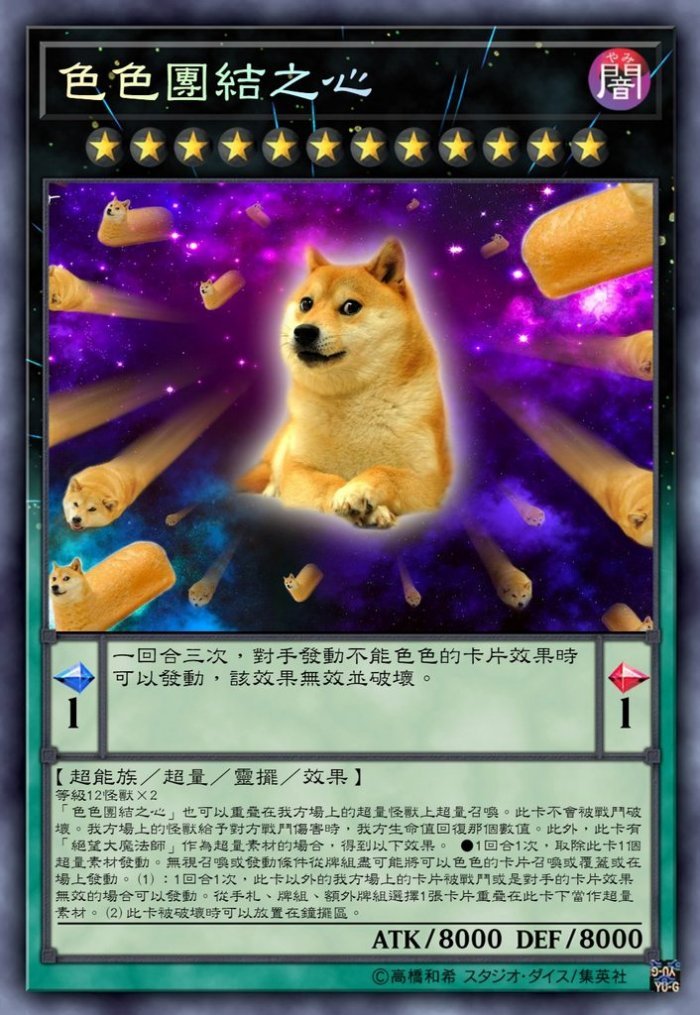 色色團結之心
やみ
闇
一回合三次，對手發動不能色色的卡片效果時
可以發動，該效果無效並破壞。
1
1
【超能族／超量／靈擺／效果】
等級12怪獸×2
「色色團結之心」也可以重疊在我方場上的超量怪獸上超量召喚。此卡不會被戰鬥破
壞。我方場上的怪獸給予對方戰鬥傷害時，我方生命值回復那個數值。此外，此卡有
「絕望大魔法師」作為超量素材的場合，得到以下效果。 ●1回合1次，取除此卡1個
超量素材發動。無視召喚或發動條件從牌組盡可能將可以色色的卡片召喚或覆蓋或在
場上發動。(1)：1回合1次，此卡以外的我方場上的卡片被戰鬥或是對手的卡片效果
無效的場合可以發動。從手札、牌組、額外牌組選擇1張卡片重疊在此卡下當作超量
素材。(2)此卡被破壞時可以放置在鐘擺區。
ATK/8000 DEF/8000
©高橋和希 スタジオ・ダイス/集英社
YU-G